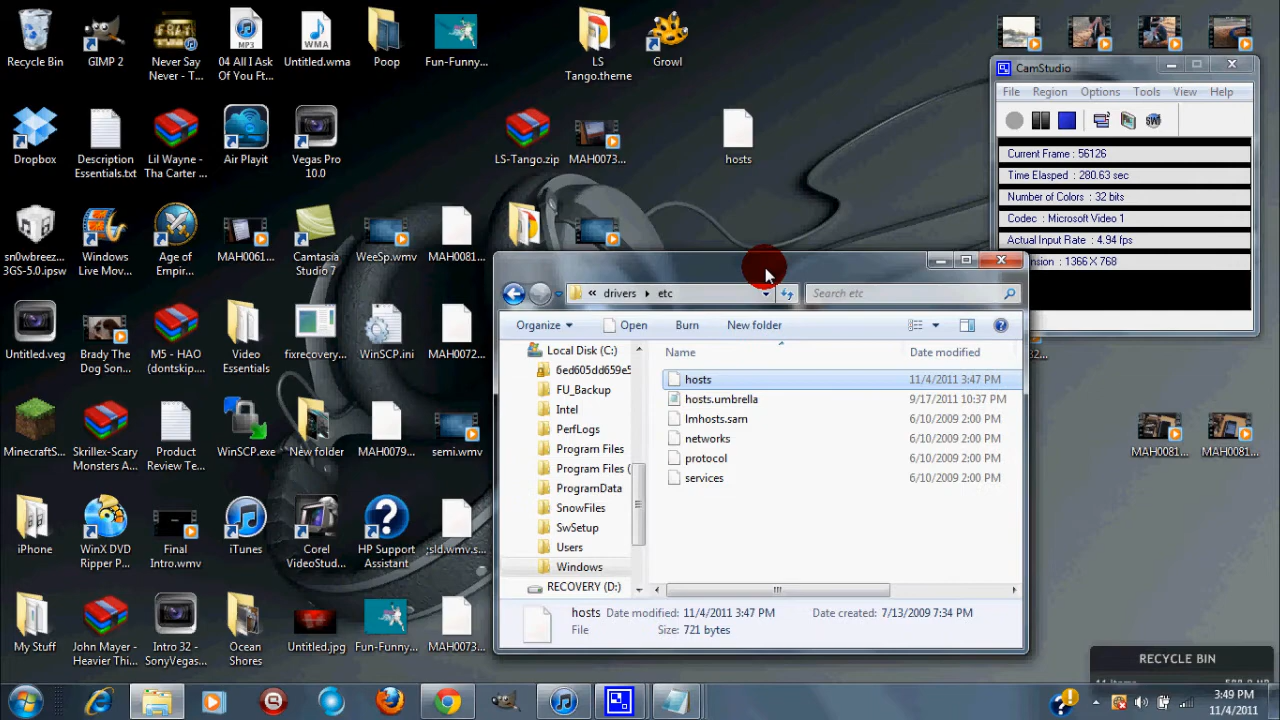 Recycle Bin
GIMP 2
Never Say
Never - T...
04 All I Ask
Of You Ft...
Untitled.wma
Poop
Fun-Funny...
LS
Tango.theme
Growl
MP3
WMA
Dropbox
Description
Essentials.txt
Lil Wayne -
Tha Carter ...
Air Playit
Vegas Pro
10.0
LS-Tango.zip
MAH0073...
hosts
sn0wbreez...
3GS-5.0.ipsw
Windows
Live Mov...
Age of
Empir...
MAH0061...
Camtasia
Studio 7
WeeSp.wmv
MAH0081...
Untitled.veg
Brady The
Dog Son...
M5 - HAO
(dontskip....
Video
Essentials
fixrecovery...
WinSCP.ini
MAH0072...
MinecraftS...
Skrillex-Scary
Monsters A...
Product
Review Te...
WinSCP.exe
New folder
MAH0079...
semi.wmv
iPhone
WinX DVD
Ripper P...
Final
Intro.wmv
iTunes
Corel
VideoStud...
HP Support
Assistant
;sld.wmv.s...
My Stuff
John Mayer -
Heavier Thi...
Intro 32 -
SonyVegas...
Ocean
Shores
Untitled.jpg
Fun-Funny...
MAH0073...
CamStudio
File Region Options Tools View Help
Current Frame : 56126
Time Elasped : 280.63 sec
Number of Colors : 32 bits
Codec : Microsoft Video 1
Actual Input Rate : 4.94 fps
ension : 1366 X 768
MAH0081...
MAH0081...
« drivers etc
Search etc
Organize Open Burn New folder
Local Disk (C:)
6ed605dd659e5
FU_Backup
Intel
PerfLogs
Program Files
Program Files (
ProgramData
SnowFiles
SwSetup
Users
Windows
RECOVERY (D:)
Name Date modified
hosts 11/4/2011 3:47 PM
hosts.umbrella 9/17/2011 10:37 PM
lmhosts.sam 6/10/2009 2:00 PM
networks 6/10/2009 2:00 PM
protocol 6/10/2009 2:00 PM
services 6/10/2009 2:00 PM
hosts Date modified: 11/4/2011 3:47 PM Date created: 7/13/2009 7:34 PM
File Size: 721 bytes
RECYCLE BIN
3:49 PM
11/4/2011